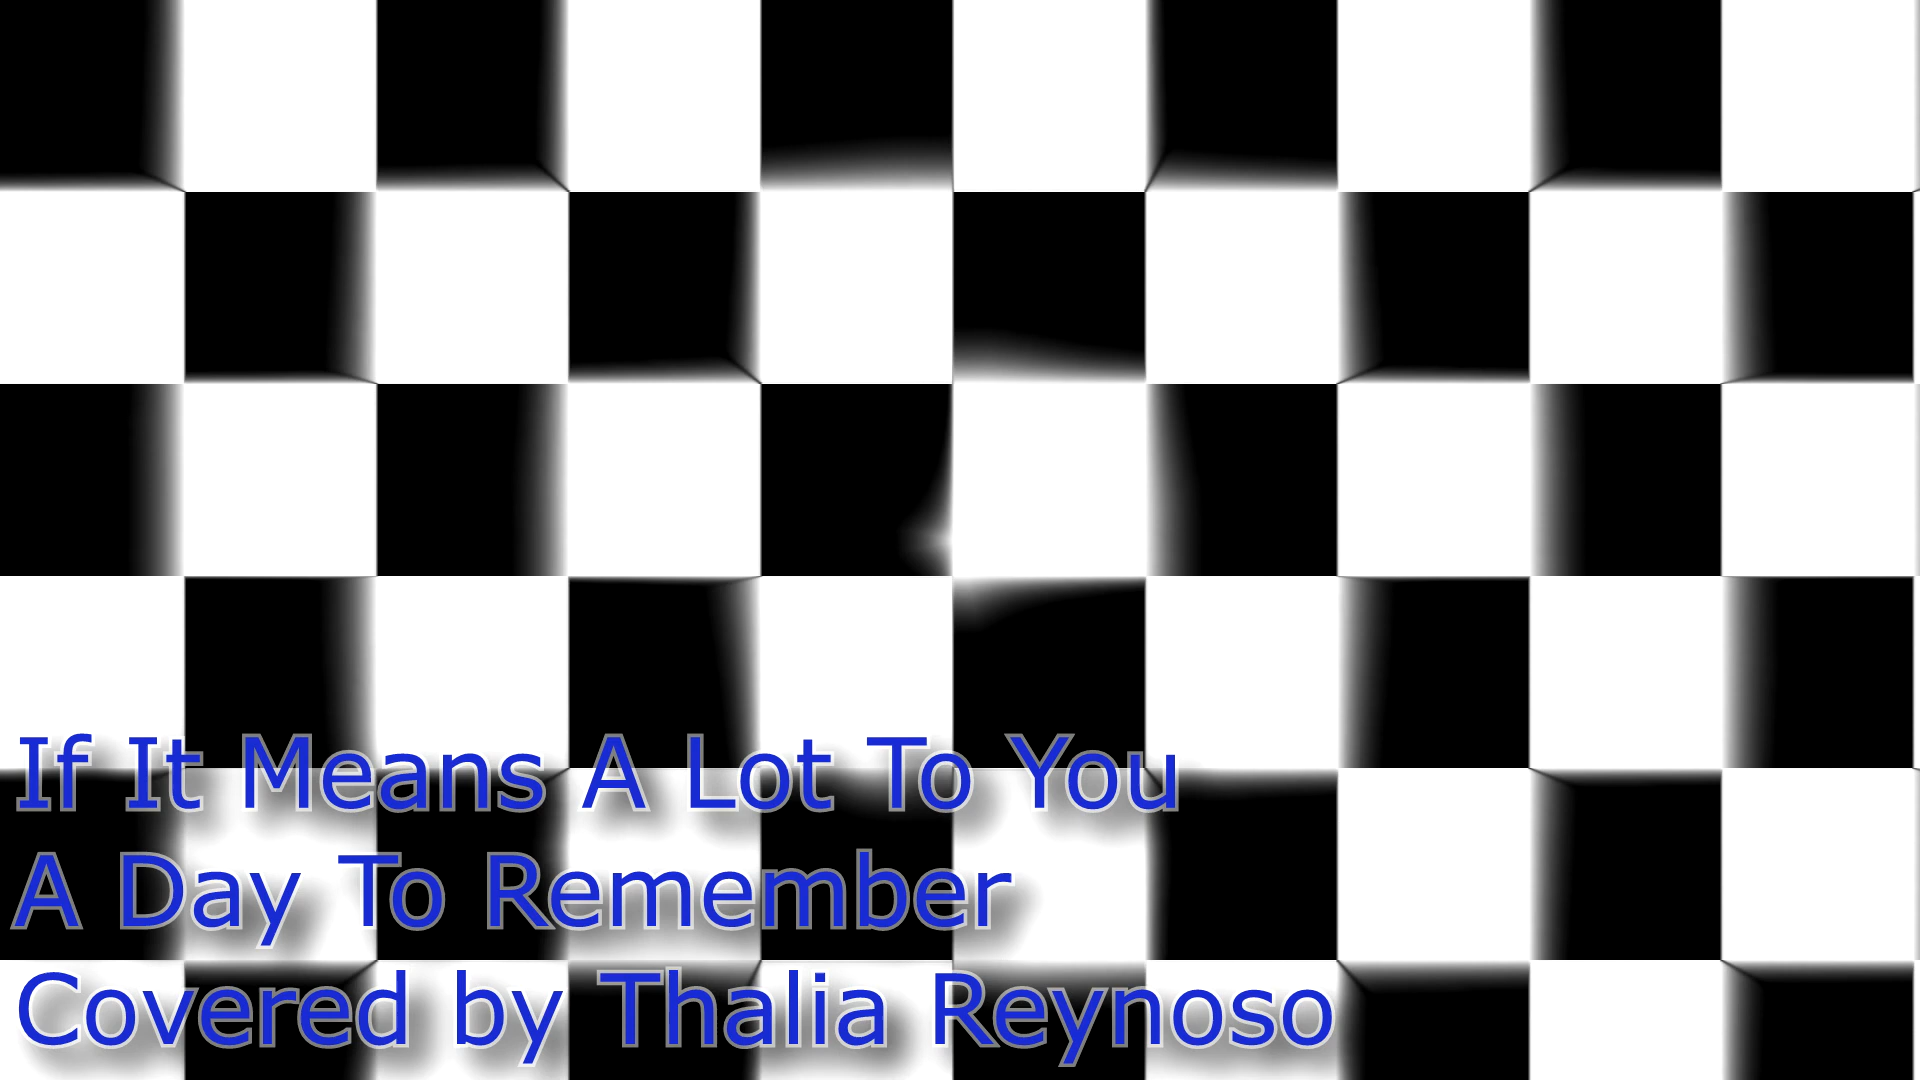 If It Means A Lot To You
A Day To Remember
Covered by Thalia Reynoso